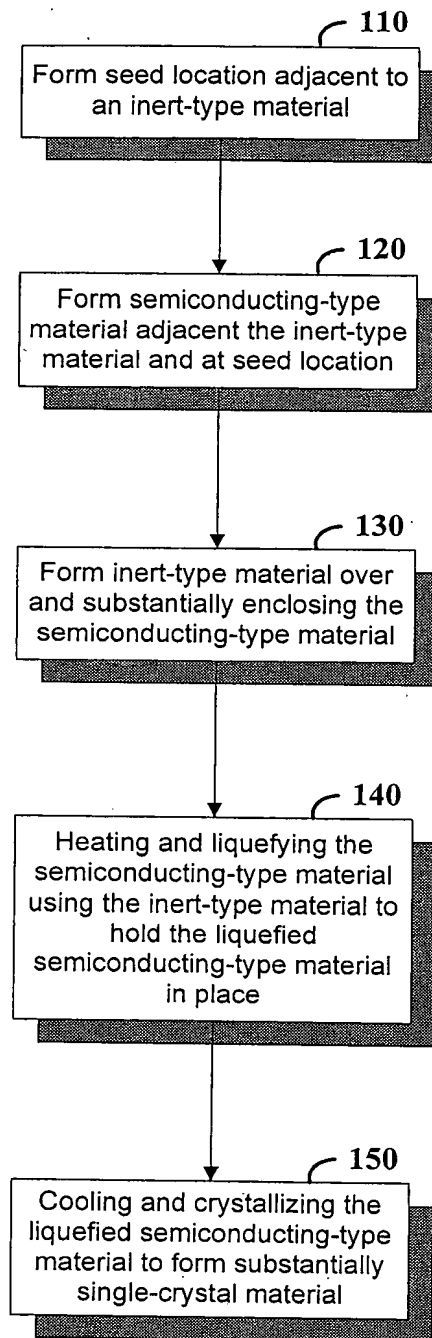 110
Form seed location adjacent to
an inert-type material
120
Form semiconducting-type
material adjacent the inert-type
material and at seed location
130
Form inert-type material over
and substantially enclosing the
semiconducting-type material
140
Heating and liquefying the
semiconducting-type material
using the inert-type material to
hold the liquefied
semiconducting-type material
in place
150
Cooling and crystallizing the
liquefied semiconducting-type
material to form substantially
single-crystal material